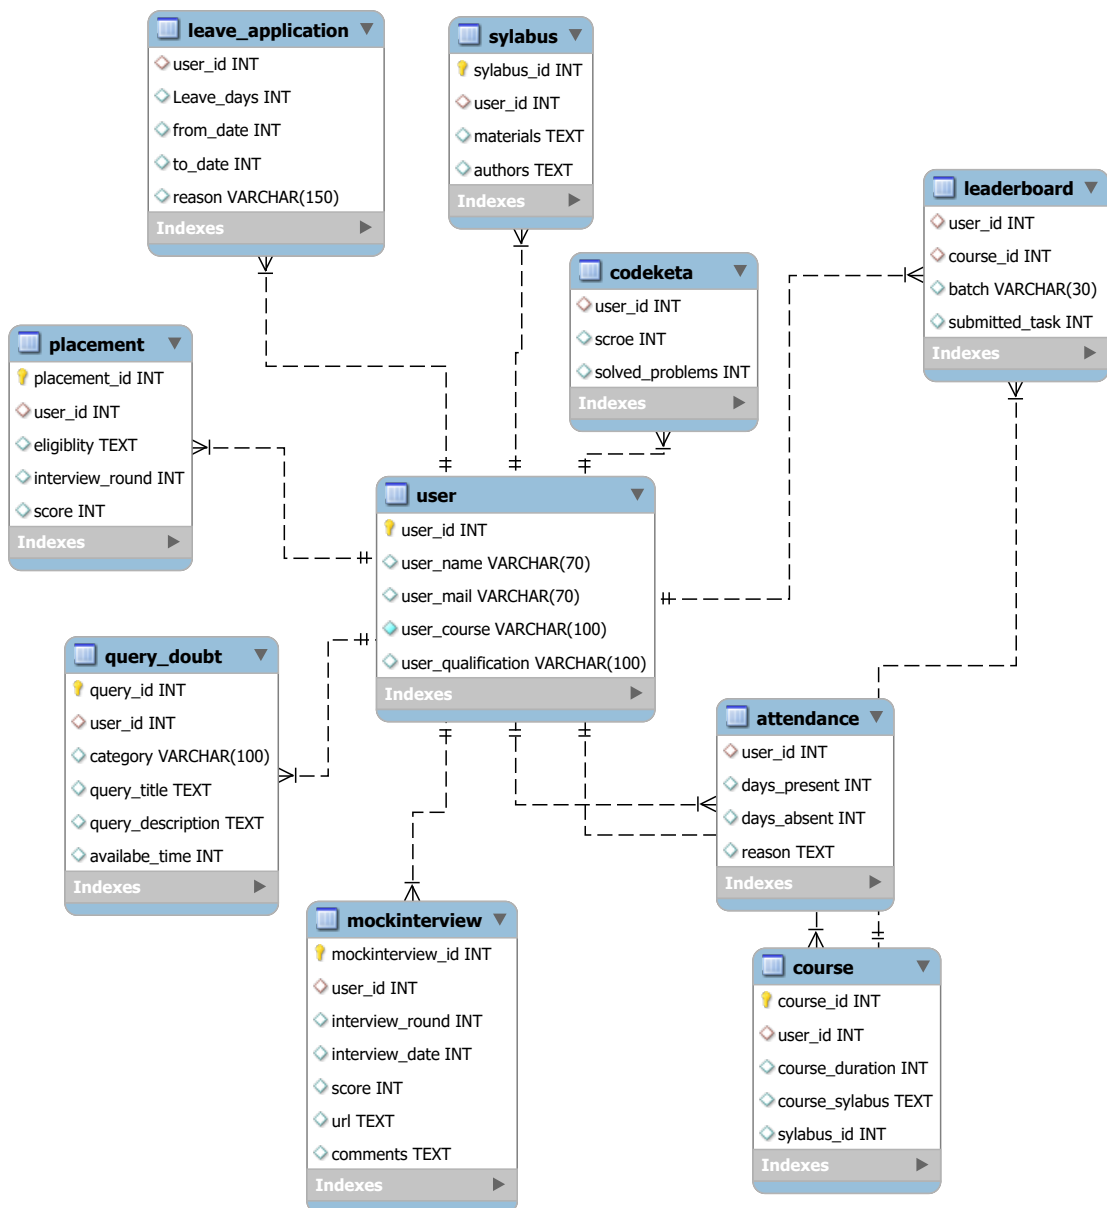 leave_application
user_id INT
Leave_days INT
from_date INT
to_date INT
reason VARCHAR(150)
Indexes
sylabus
sylabus_id INT
user_id INT
materials TEXT
authors TEXT
Indexes
leaderboard
user_id INT
course_id INT
batch VARCHAR(30)
submitted_task INT
Indexes
codeketa
user_id INT
scroe INT
solved_problems INT
Indexes
placement
placement_id INT
user_id INT
eligiblity TEXT
interview_round INT
score INT
Indexes
user
user_id INT
user_name VARCHAR(70)
user_mail VARCHAR(70)
user_course VARCHAR(100)
user_qualification VARCHAR(100)
Indexes
query_doubt
query_id INT
user_id INT
category VARCHAR(100)
query_title TEXT
query_description TEXT
availabe_time INT
Indexes
attendance
user_id INT
days_present INT
days_absent INT
reason TEXT
Indexes
mockinterview
mockinterview_id INT
user_id INT
interview_round INT
interview_date INT
score INT
url TEXT
comments TEXT
Indexes
course
course_id INT
user_id INT
course_duration INT
course_sylabus TEXT
sylabus_id INT
Indexes